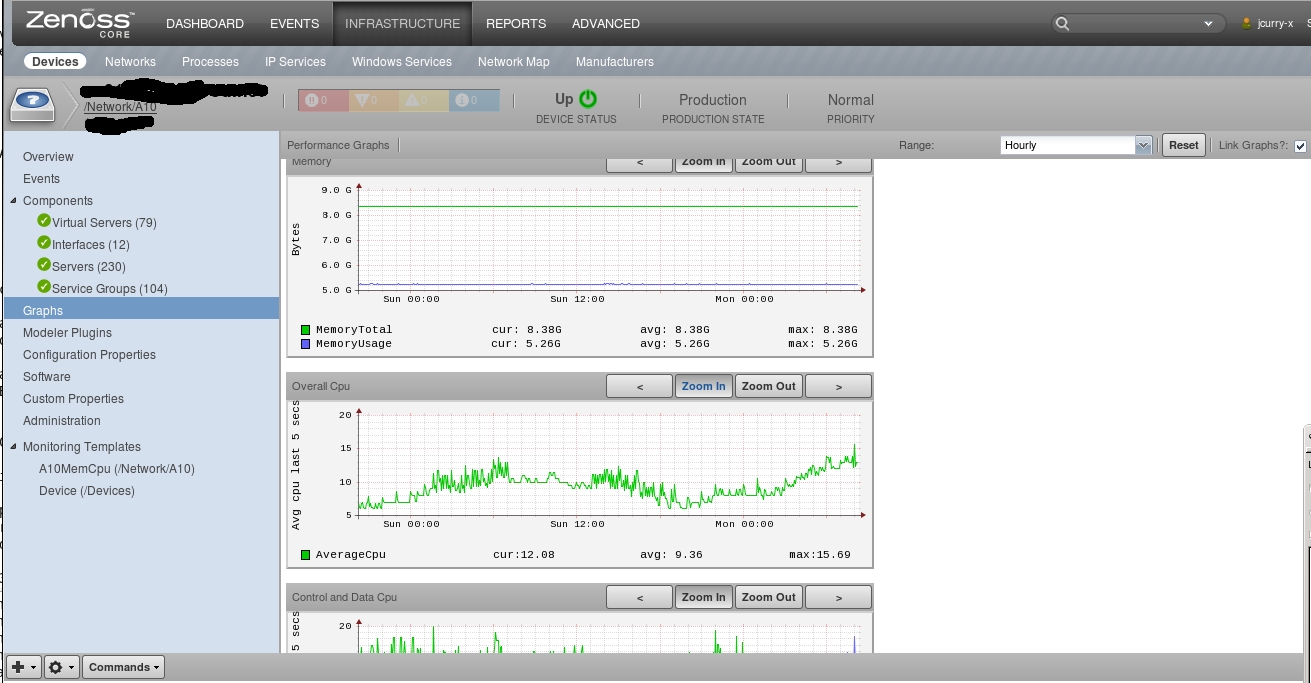 Zenoss CORE DASHBOARD EVENTS INFRASTRUCTURE REPORTS ADVANCED jcurry-x
Devices Networks Processes IP Services Windows Services Network Map Manufacturers
/Network/A10
0 0 0 0
Up
DEVICE STATUS
Production
PRODUCTION STATE
Normal
PRIORITY
Overview
Events
Components
Virtual Servers (79)
Interfaces (12)
Servers (230)
Service Groups (104)
Graphs
Modeler Plugins
Configuration Properties
Software
Custom Properties
Administration
Monitoring Templates
A10MemCpu (/Network/A10)
Device (/Devices)
Performance Graphs Range: Hourly Reset Link Graphs?:
Memory < Zoom In Zoom Out >
Bytes
9.0 G
8.0 G
7.0 G
6.0 G
5.0 G
Sun 00:00 Sun 12:00 Mon 00:00
MemoryTotal cur: 8.38G avg: 8.38G max: 8.38G
MemoryUsage cur: 5.26G avg: 5.26G max: 5.26G
Overall Cpu < Zoom In Zoom Out >
Avg cpu last 5 secs
20
15
10
5
Sun 00:00 Sun 12:00 Mon 00:00
AverageCpu cur:12.08 avg: 9.36 max:15.69
Control and Data Cpu < Zoom In Zoom Out >
5 secs
20
Commands